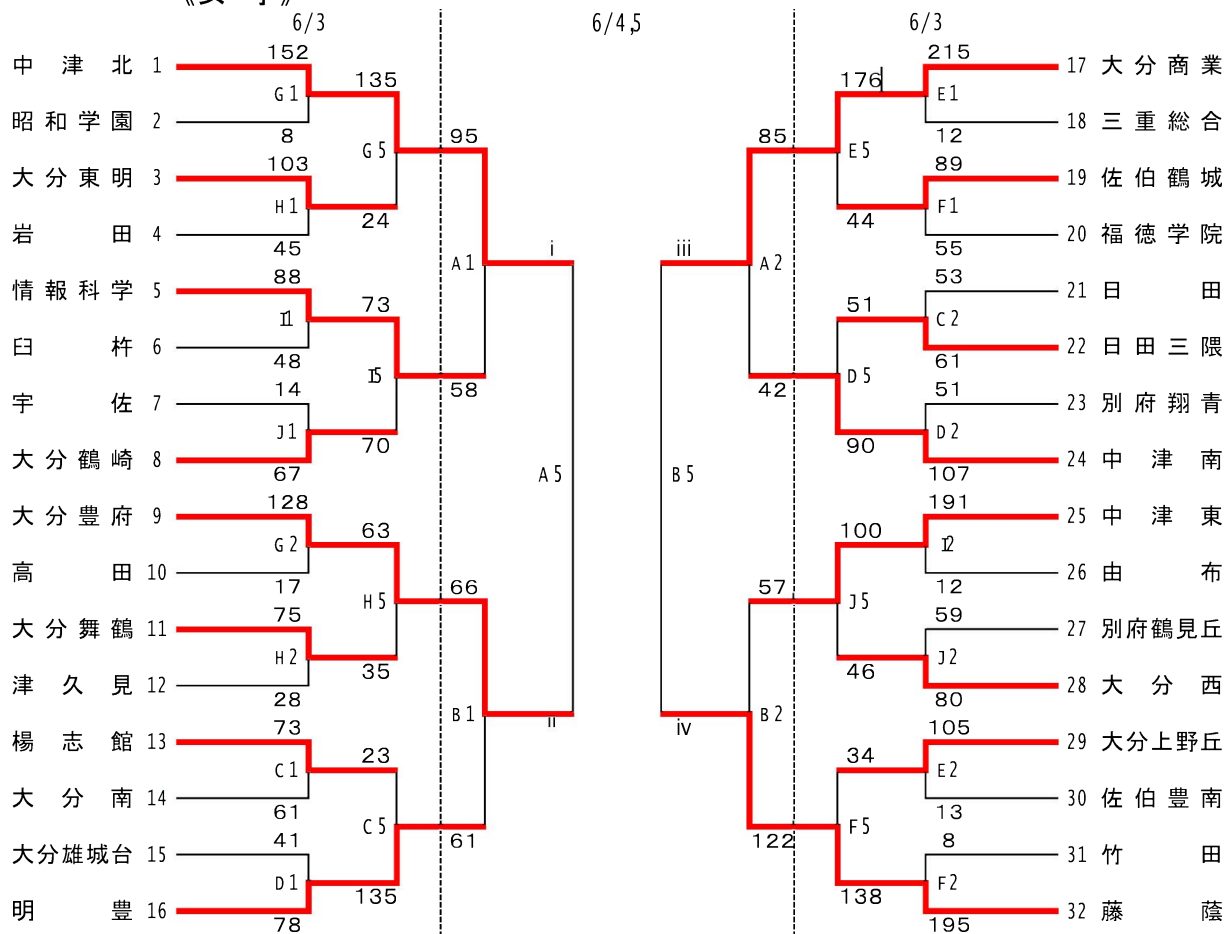 《女 子》
6/3
6/4,5
6/3
中津北 1 152
G1 135
昭和学園 2 8
G5 95
大分東明 3 103
H1 24
岩田 4 45
A1 i
情報科学 5 88
I1 73
臼杵 6 48
I5 58
宇佐 7 14
J1 70
大分鶴崎 8 67
A5
大分豊府 9 128
G2 63
高田 10 17
H5 66
大分舞鶴 11 75
H2 35
津久見 12 28
B1 ii
楊志館 13 73
C1 23
大分南 14 61
C5 61
大分雄城台 15 41
D1 135
明豊 16 78
215 17 大分商業
176 E1
12 18 三重総合
85 E5
89 19 佐伯鶴城
44 F1
55 20 福徳学院
iii A2
53 21 日田
51 C2
61 22 日田三隈
42 D5
51 23 別府翔青
90 D2
107 24 中津南
B5
191 25 中津東
100 I2
12 26 由布
57 J5
59 27 別府鶴見丘
46 J2
80 28 大分西
iv B2
105 29 大分上野丘
34 E2
13 30 佐伯豊南
122 F5
8 31 竹田
138 F2
195 32 藤蔭